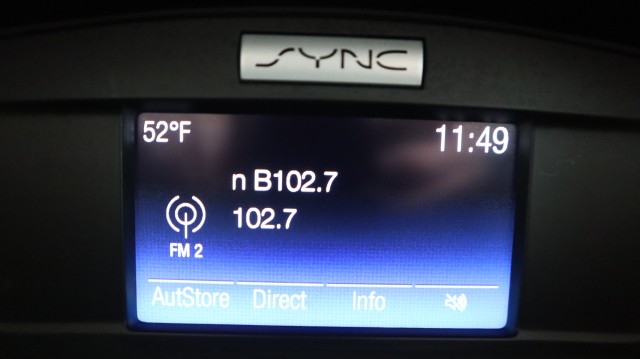 SYNC
52°F 11:49
n B102.7
102.7
FM 2
AutStore Direct Info